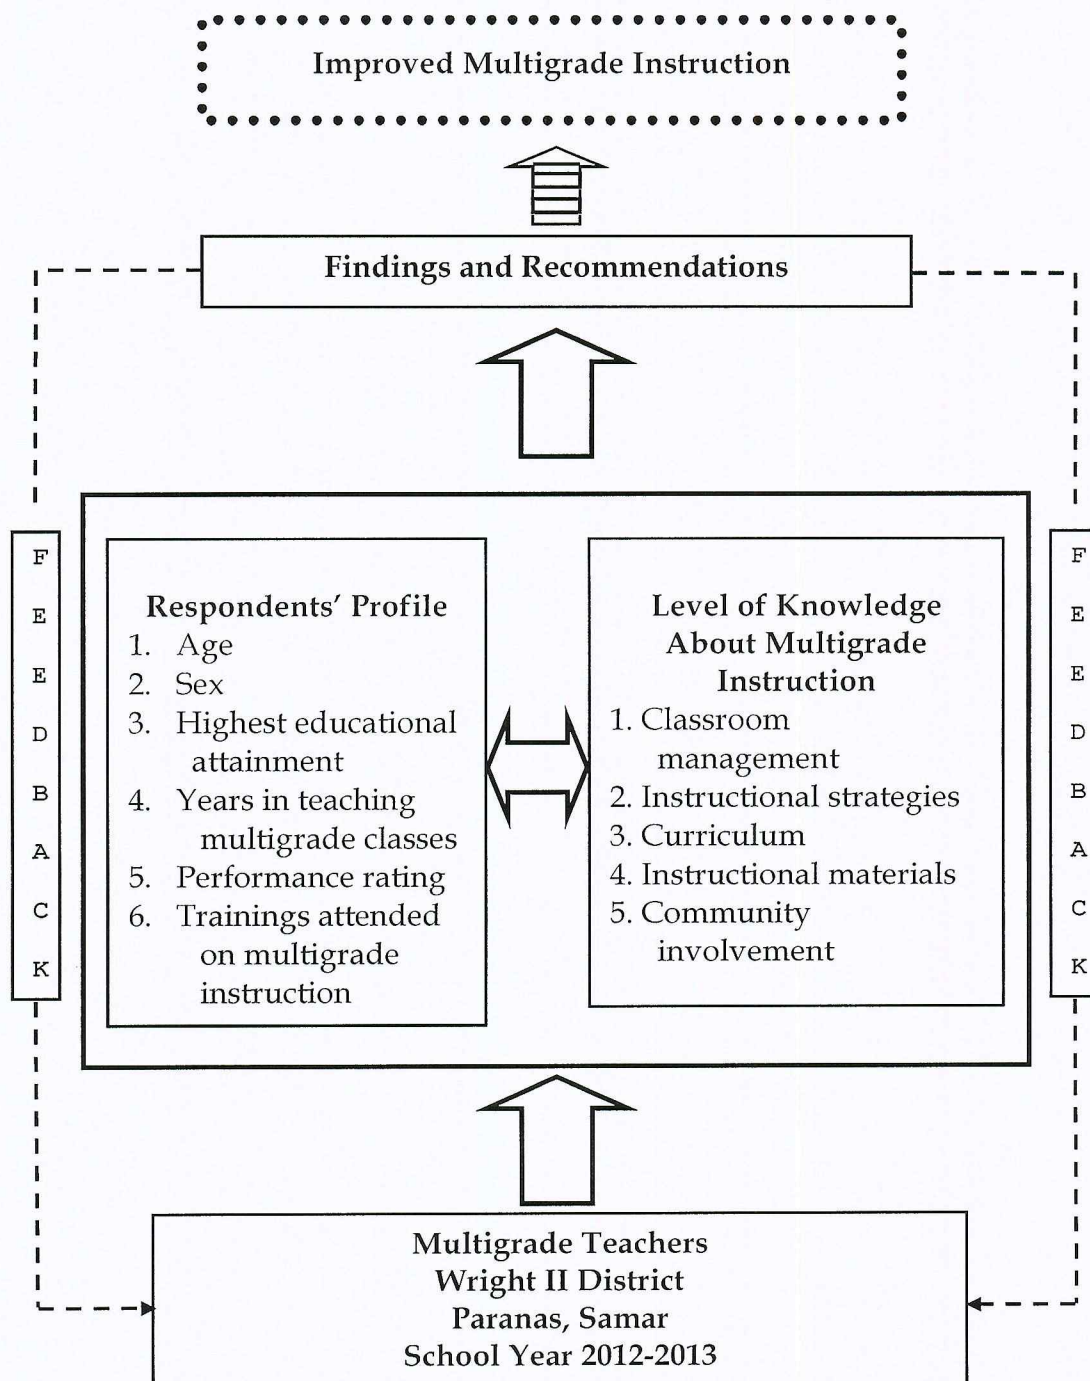 Improved Multigrade Instruction
Findings and Recommendations
F
E
E
D
B
A
C
K
Respondents’ Profile
1. Age
2. Sex
3. Highest educational
attainment
4. Years in teaching
multigrade classes
5. Performance rating
6. Trainings attended
on multigrade
instruction
Level of Knowledge
About Multigrade
Instruction
1. Classroom
management
2. Instructional strategies
3. Curriculum
4. Instructional materials
5. Community
involvement
F
E
E
D
B
A
C
K
Multigrade Teachers
Wright II District
Paranas, Samar
School Year 2012-2013